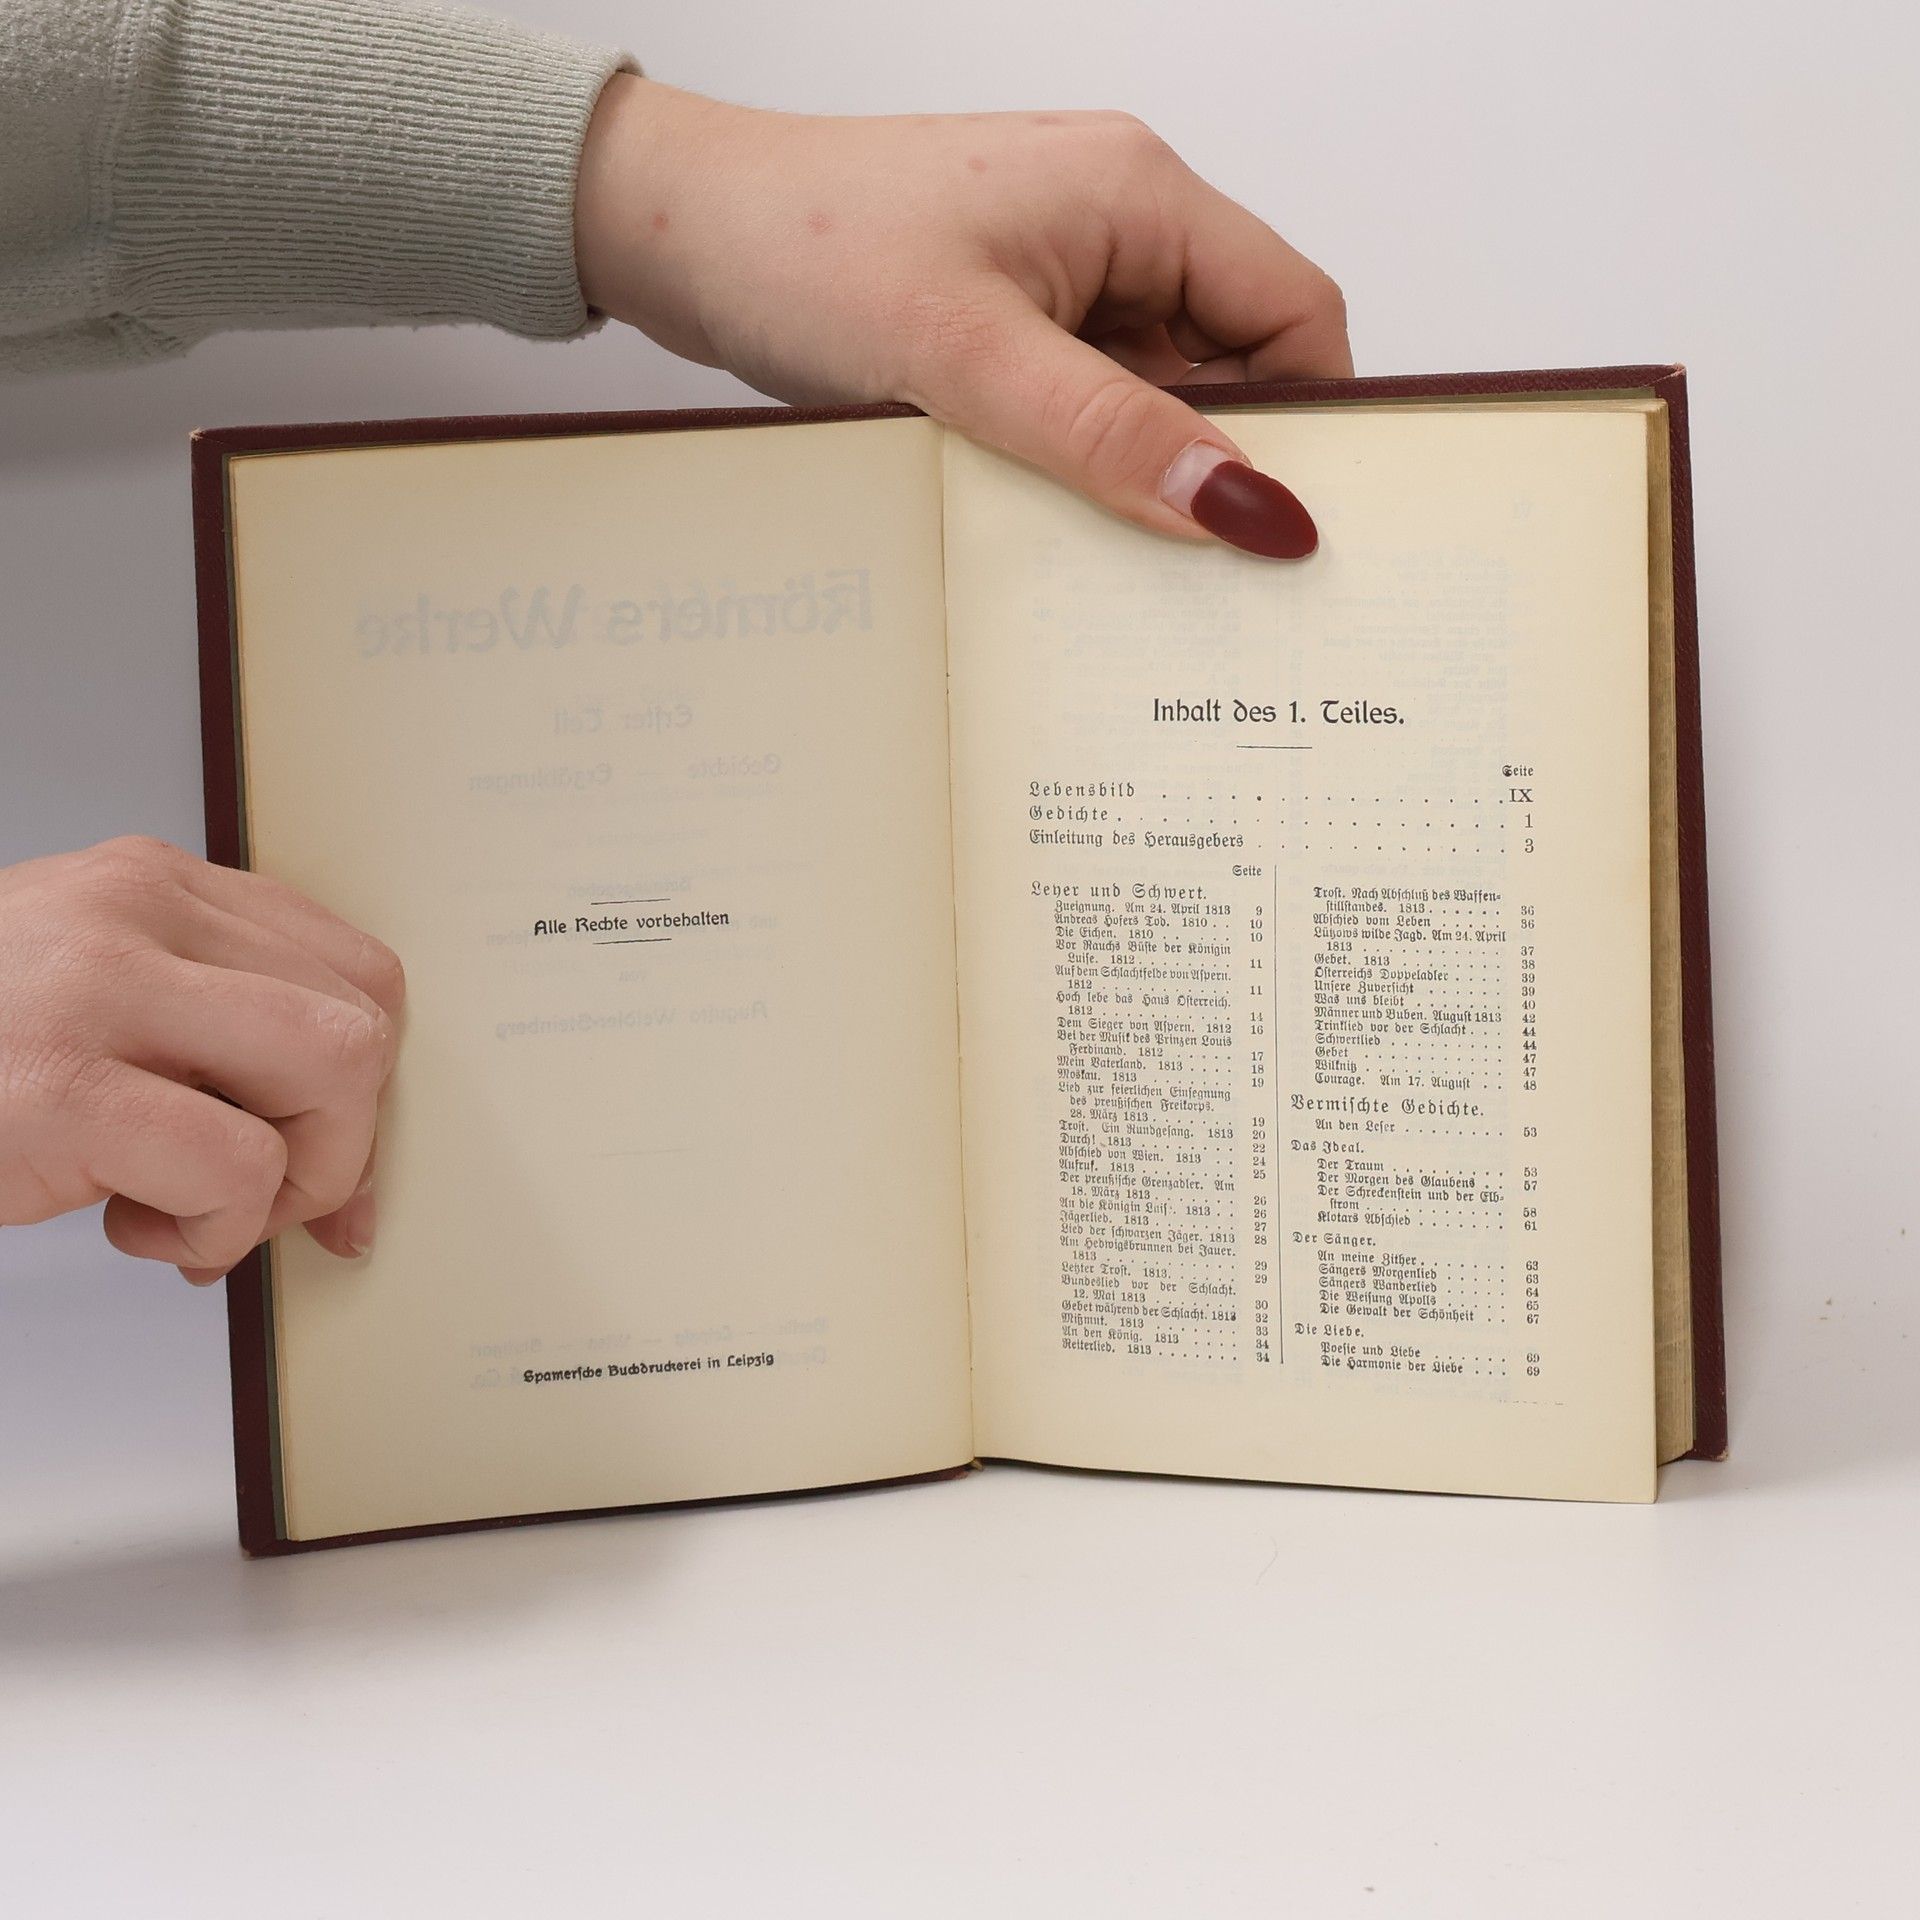 Körners Werke
Erster Teil
Gedichte — Erzählungen
Alle Rechte vorbehalten
von
Augusta Weldler-Steinberg
Berlin — Leipzig — Wien — Stuttgart
Spamersche Buchdruckerei in Leipzig
Inhalt des 1. Teiles.
Seite
Lebensbild . . . . . . . . . . . . . . IX
Gedichte . . . . . . . . . . . . . . . 1
Einleitung des Herausgebers . . . . . . . . . . 3
Seite
Leyer und Schwert.
Zueignung. Am 24. April 1813 9
Andreas Hofers Tod. 1810 . . 10
Die Eichen. 1810 . . . . . . 10
Vor Rauchs Büste der Königin
Luise. 1812 . . . . . . . . 11
Auf dem Schlachtfelde von Aspern.
1812 . . . . . . . . . . . 11
Hoch lebe das Haus Österreich.
1812 . . . . . . . . . . . 14
Dem Sieger von Aspern. 1812 16
Bei der Musik des Prinzen Louis
Ferdinand. 1812 . . . . . 17
Mein Vaterland. 1813 . . . . 18
Moskau. 1813 . . . . . . . 19
Lied zur feierlichen Einsegnung
des preußischen Freikorps.
28. März 1813 . . . . . . . 19
Trost. Ein Rundgesang. 1813 20
Durch! 1813 . . . . . . . . 22
Abschied von Wien. 1813 . . 24
Aufruf. 1813 . . . . . . . . 25
Der preußische Grenzadler. Am
18. März 1813 . . . . . . . 26
An die Königin Luise. 1813 . . 26
Jägerlied. 1813 . . . . . . . 27
Lied der schwarzen Jäger. 1813 28
Am Hedwigsbrunnen bei Jauer.
1813 . . . . . . . . . . . 29
Letzter Trost. 1813. . . . . . 29
Bundeslied vor der Schlacht.
12. Mai 1813 . . . . . . . 30
Gebet während der Schlacht. 1813 32
Mißmut. 1813 . . . . . . . 33
An den König. 1813 . . . . . 34
Reiterlied. 1813 . . . . . . . 34
Trost. Nach Abschluß des Waffen-
stillstandes. 1813 . . . . . . 36
Abschied vom Leben . . . . . 36
Lützows wilde Jagd. Am 24. April
1813 . . . . . . . . . . . 37
Gebet. 1813 . . . . . . . . 38
Österreichs Doppeladler . . . . 39
Unsere Zuversicht . . . . . . 39
Was uns bleibt . . . . . . . 40
Männer und Buben. August 1813 42
Trinklied vor der Schlacht . . . 44
Schwertlied . . . . . . . . . 44
Gebet . . . . . . . . . . . 47
Wilknitz . . . . . . . . . . 47
Courage. Am 17. August . . 48
Vermischte Gedichte.
An den Leser . . . . . . . . 53
Das Ideal.
Der Traum . . . . . . . . . 53
Der Morgen des Glaubens . . 57
Der Schreckenstein und der Elb-
strom . . . . . . . . . . . 58
Klotars Abschied . . . . . . . 61
Der Sänger.
An meine Zither . . . . . . . 63
Sängers Morgenlied . . . . . 63
Sängers Wanderlied . . . . . 64
Die Weisung Apolls . . . . . 65
Die Gewalt der Schönheit . . 67
Die Liebe.
Poesie und Liebe . . . . . . 69
Die Harmonie der Liebe . . . 69